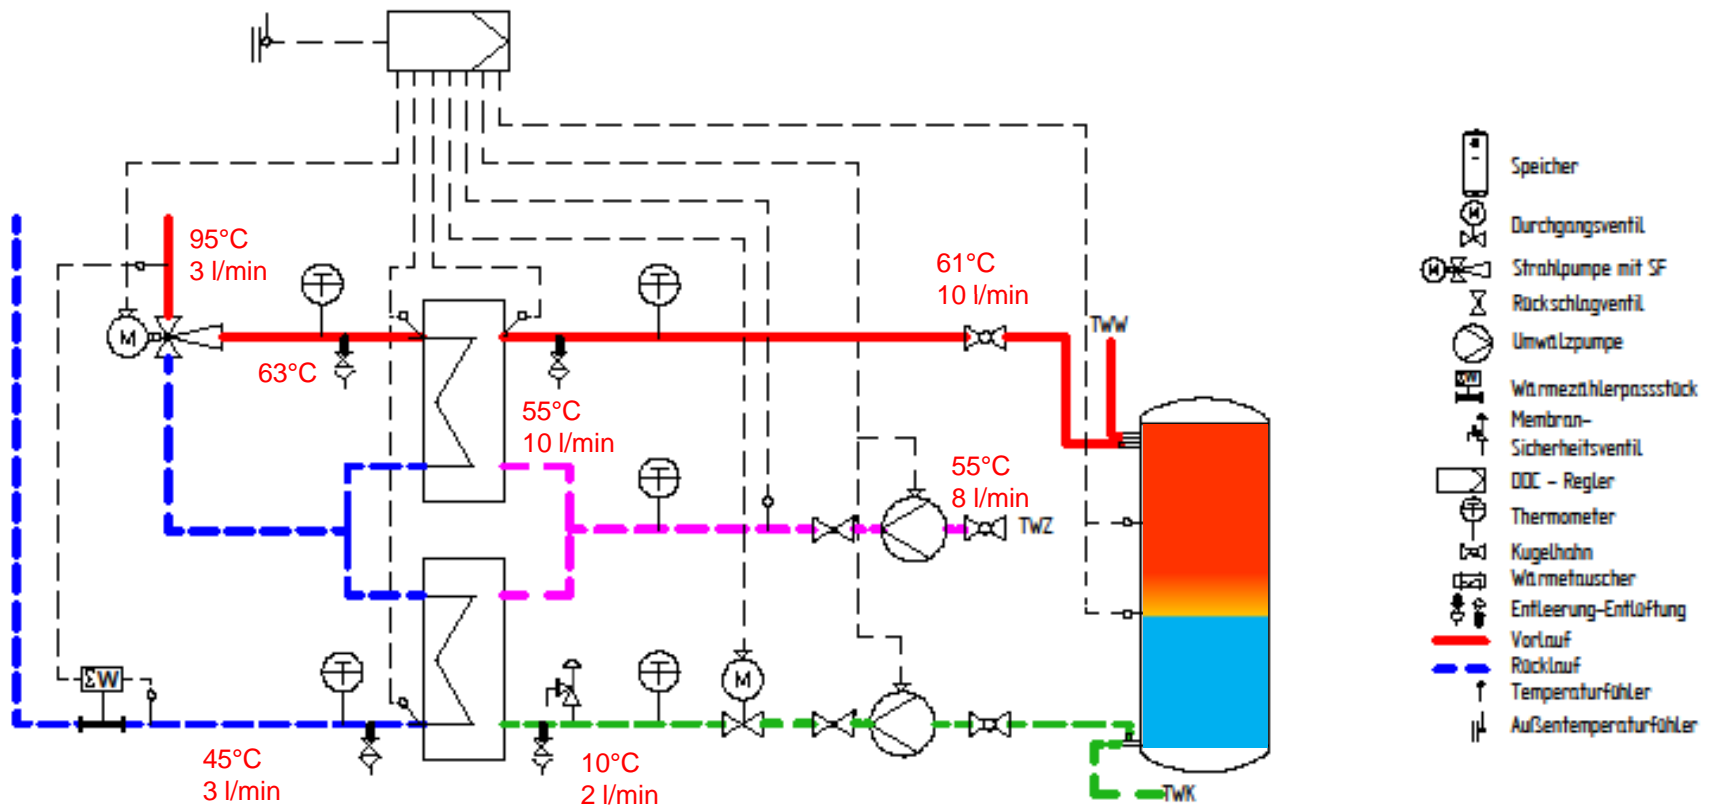 95°C
3 l/min
M
63°C
T
T
55°C
10 l/min
61°C
10 l/min
TWW
T
55°C
8 l/min
TWZ
ΣW
T
T
M
45°C
3 l/min
10°C
2 l/min
TWK
Speicher
M
Durchgangsventil
M
Strahlpumpe mit SF
Rückschlagventil
Umwälzpumpe
ΣW
Wärmezählerpassstück
Membran-
Sicherheitsventil
DDC - Regler
T
Thermometer
Kugelhahn
Wärmetauscher
Entleerung-Entlüftung
Vorlauf
Rücklauf
Temperaturfühler
Außentemperaturfühler